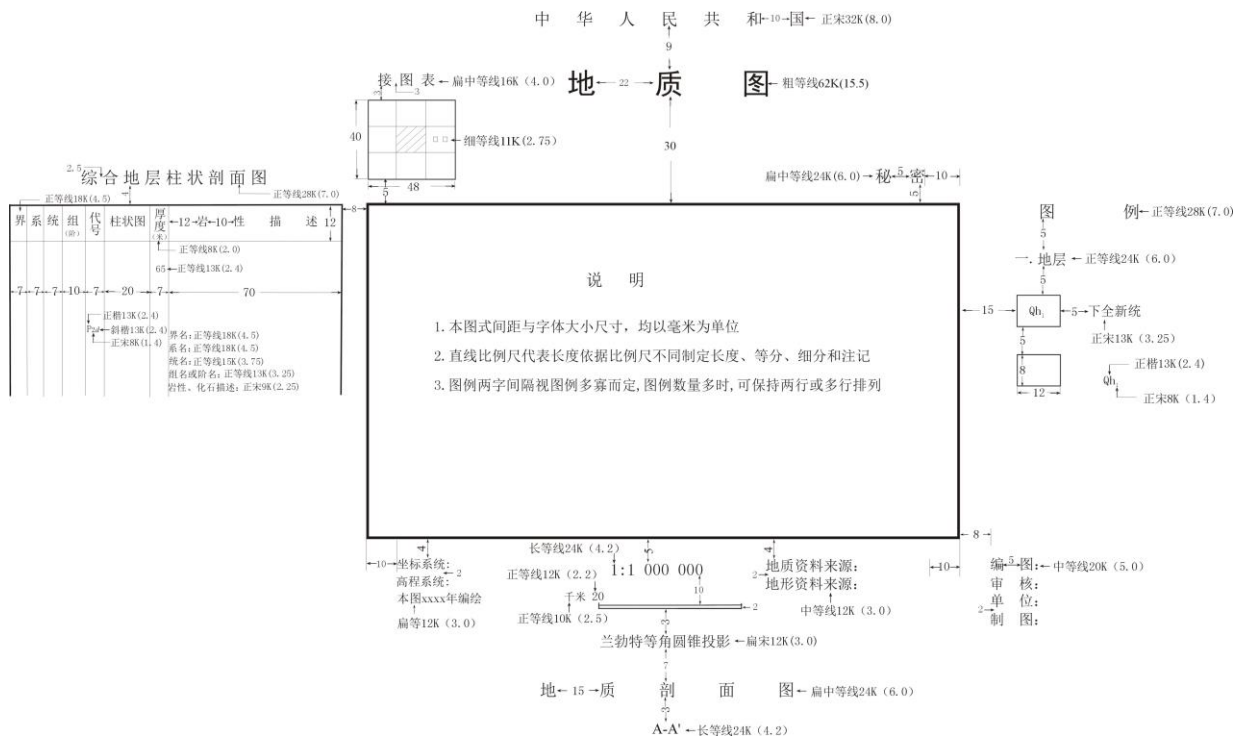 中 华 人 民 共 和←10→国←正宋32K(8.0)
9
接图表←扁中等线16K（4.0）
3
3
地←22→质 图←粗等线62K(15.5)
40
□ □←细等线11K(2.75)
48
5
30
扁中等线24K(6.0)→秘←5→密←10→
5
2.5
综合地层柱状剖面图
正等线18K(4.5)
4
正等线28K(7.0)
←8→
界 系 统 组(阶) 代号 柱状图 厚度(米) ←12→岩←10→性 描 述 12
正等线8K(2.0)
65←正等线13K(2.4)
7 7 7 10 7 20 7 70
正楷13K(2.4)
P2d←斜楷13K(2.4)
正宋8K(1.4)
界名:正等线18K(4.5)
系名:正等线18K(4.5)
统名:正等线15K(3.75)
组名或阶名:正等线13K(3.25)
岩性、化石描述:正宋9K(2.25)
说 明
1. 本图式间距与字体大小尺寸，均以毫米为单位
2. 直线比例尺代表长度依据比例尺不同制定长度、等分、细分和注记
3. 图例两字间隔视图例多寡而定,图例数量多时,可保持两行或多行排列
图 例←正等线28K(7.0)
5
一.地层←正等线24K（6.0）
5
←15→ Qh1 ←5→下全新统
正宋13K（3.25）
5
8
12
正楷13K(2.4)
Qh1
正宋8K（1.4）
←8→
←10→
4
坐标系统:
2
高程系统:
本图xxxx年编绘
扁等12K（3.0）
长等线24K（4.2）
5
1:1 000 000
正等线12K（2.2）
千米 20
10
2
正等线10K（2.5）
3
兰勃特等角圆锥投影←扁宋12K(3.0)
7
4
地质资料来源:
2
地形资料来源:
中等线12K（3.0）
←10→
编←5→图:←中等线20K（5.0）
审 核:
单 位:
2
制 图:
地←15→质 剖 面 图←扁中等线24K（6.0）
3
A-A'←长等线24K（4.2）